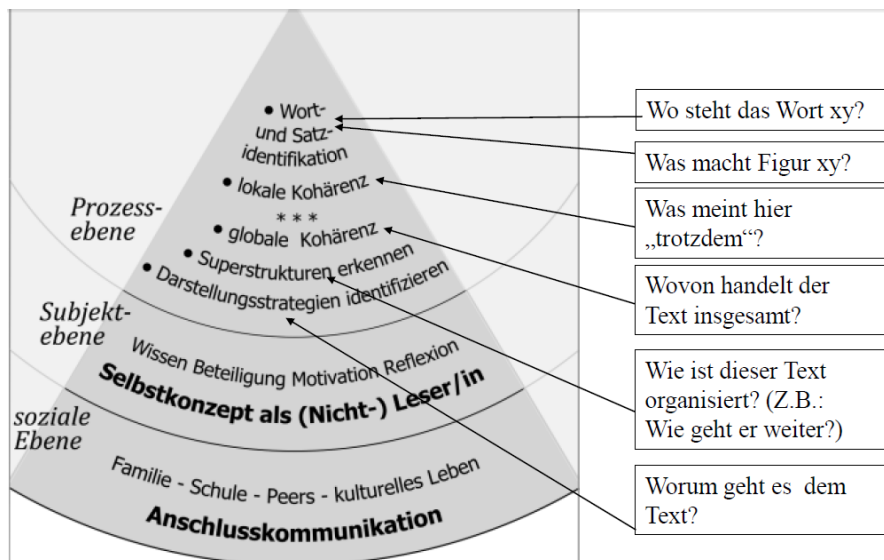 • Wort-
und Satz-
identifikation
• lokale Kohärenz
* * *
• globale Kohärenz
• Superstrukturen erkennen
• Darstellungsstrategien identifizieren
Prozess-
ebene
Subjekt-
ebene
Wissen Beteiligung Motivation Reflexion
Selbstkonzept als (Nicht-) Leser/in
soziale
Ebene
Familie - Schule - Peers - kulturelles Leben
Anschlusskommunikation
Wo steht das Wort xy?
Was macht Figur xy?
Was meint hier
„trotzdem“?
Wovon handelt der
Text insgesamt?
Wie ist dieser Text
organisiert? (Z.B.:
Wie geht er weiter?)
Worum geht es dem
Text?